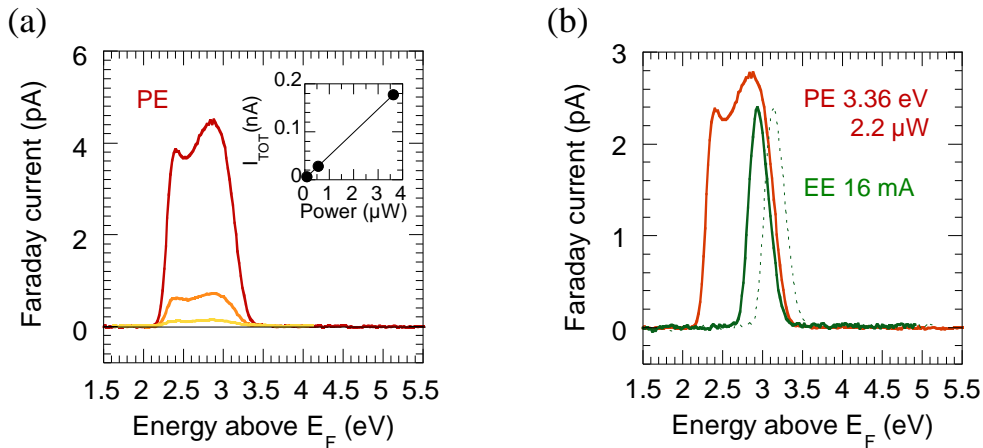 (a)
PE
Faraday current (pA)
6
4
2
0
1.5 2 2.5 3 3.5 4 4.5 5 5.5
Energy above E_F (eV)
I_TOT (nA)
0.2
0.1
0
0 1 2 3 4
Power (µW)
(b)
PE 3.36 eV
2.2 µW
EE 16 mA
Faraday current (pA)
3
2
1
0
1.5 2 2.5 3 3.5 4 4.5 5 5.5
Energy above E_F (eV)